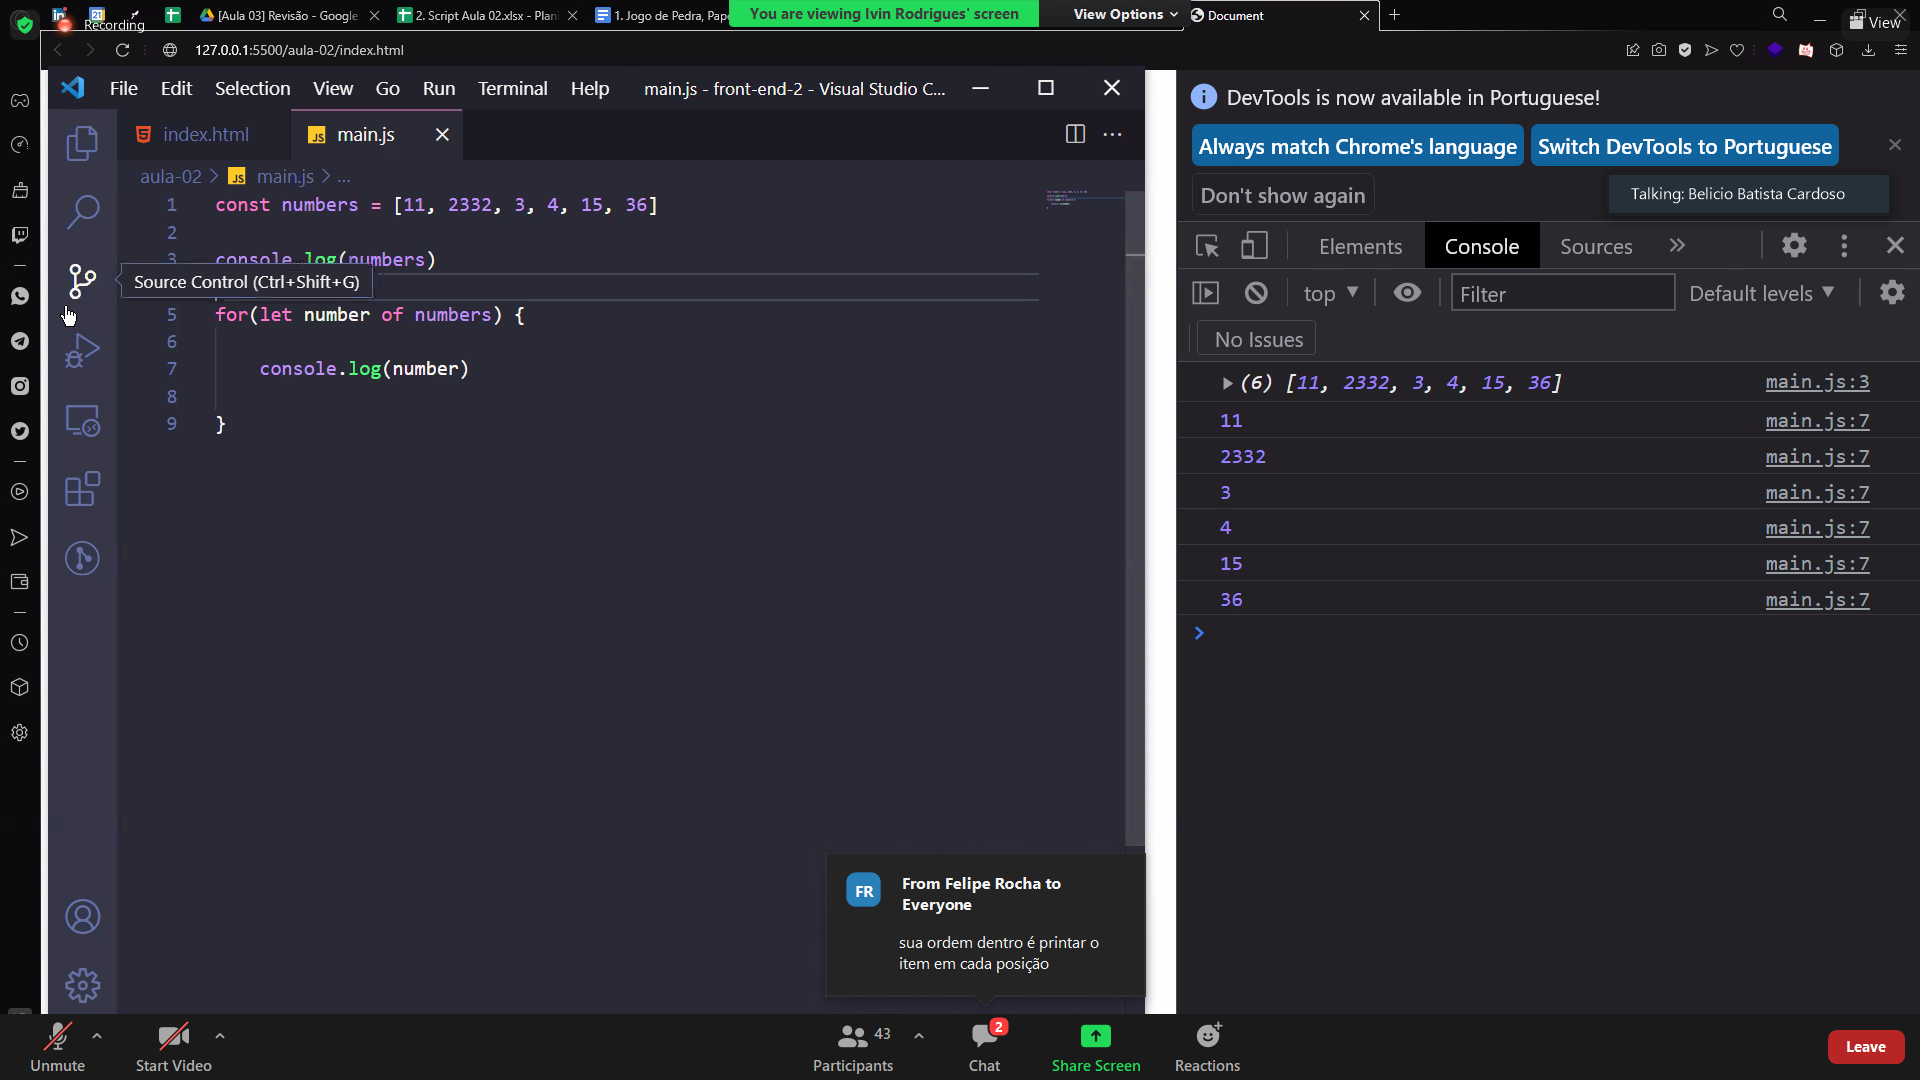 Recording
[Aula 03] Revisão - Google
2. Script Aula 02.xlsx - Plan
1. Jogo de Pedra, Pap
You are viewing Ivin Rodrigues' screen
View Options
Document
View
127.0.0.1:5500/aula-02/index.html
File Edit Selection View Go Run Terminal Help main.js - front-end-2 - Visual Studio C...
index.html
main.js
aula-02 > JS main.js > ...
1 const numbers = [11, 2332, 3, 4, 15, 36]
2
3 console.log(numbers)
Source Control (Ctrl+Shift+G)
5 for(let number of numbers) {
6
7 console.log(number)
8
9 }
DevTools is now available in Portuguese!
Always match Chrome's language
Switch DevTools to Portuguese
Don't show again
Talking: Belicio Batista Cardoso
Elements Console Sources
top
Filter
Default levels
No Issues
(6) [11, 2332, 3, 4, 15, 36] main.js:3
11 main.js:7
2332 main.js:7
3 main.js:7
4 main.js:7
15 main.js:7
36 main.js:7
FR
From Felipe Rocha to
Everyone
sua ordem dentro é printar o
item em cada posição
Unmute
Start Video
43
Participants
2
Chat
Share Screen
Reactions
Leave